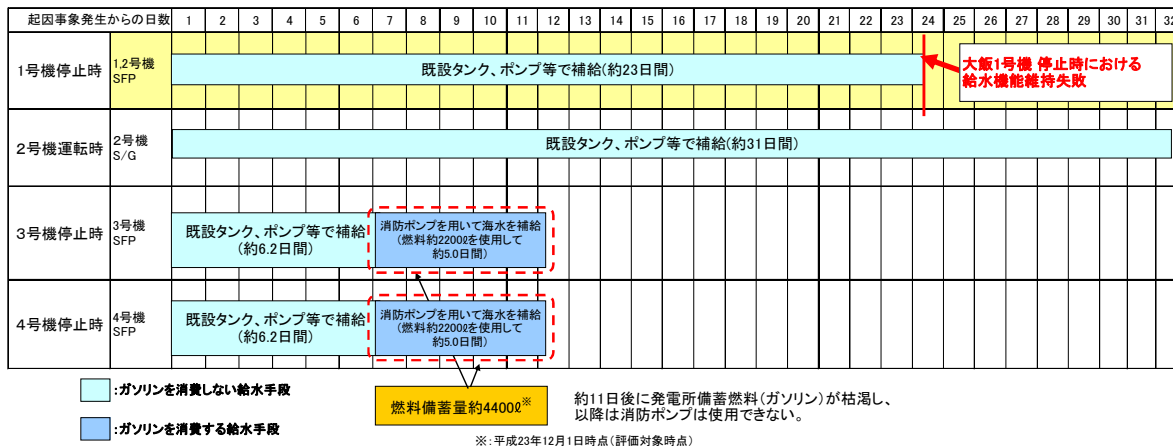 起因事象発生からの日数 1 2 3 4 5 6 7 8 9 10 11 12 13 14 15 16 17 18 19 20 21 22 23 24 25 26 27 28 29 30 31 32
1号機停止時
1,2号機
SFP
既設タンク、ポンプ等で補給(約23日間)
大飯1号機 停止時における
給水機能維持失敗
2号機運転時
2号機
S/G
既設タンク、ポンプ等で補給(約31日間)
3号機停止時
3号機
SFP
既設タンク、ポンプ等で補給
(約6.2日間)
消防ポンプを用いて海水を補給
(燃料約2200ℓを使用して
約5.0日間)
4号機停止時
4号機
SFP
既設タンク、ポンプ等で補給
(約6.2日間)
消防ポンプを用いて海水を補給
(燃料約2200ℓを使用して
約5.0日間)
:ガソリンを消費しない給水手段
:ガソリンを消費する給水手段
燃料備蓄量約4400ℓ※
約11日後に発電所備蓄燃料(ガソリン)が枯渇し、
以降は消防ポンプは使用できない。
※:平成23年12月1日時点(評価対象時点)